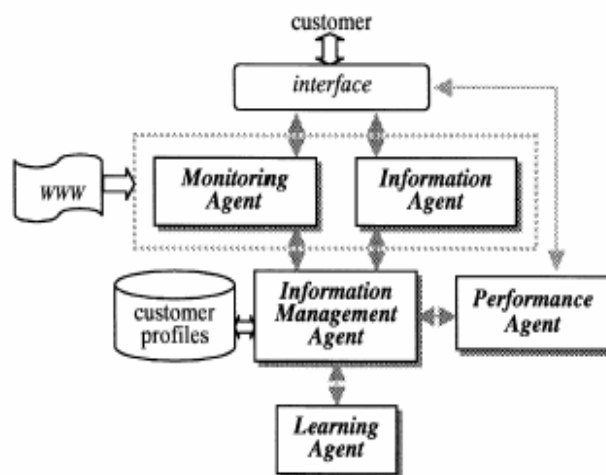 customer
interface
WWW
Monitoring
Agent
Information
Agent
customer
profiles
Information
Management
Agent
Performance
Agent
Learning
Agent